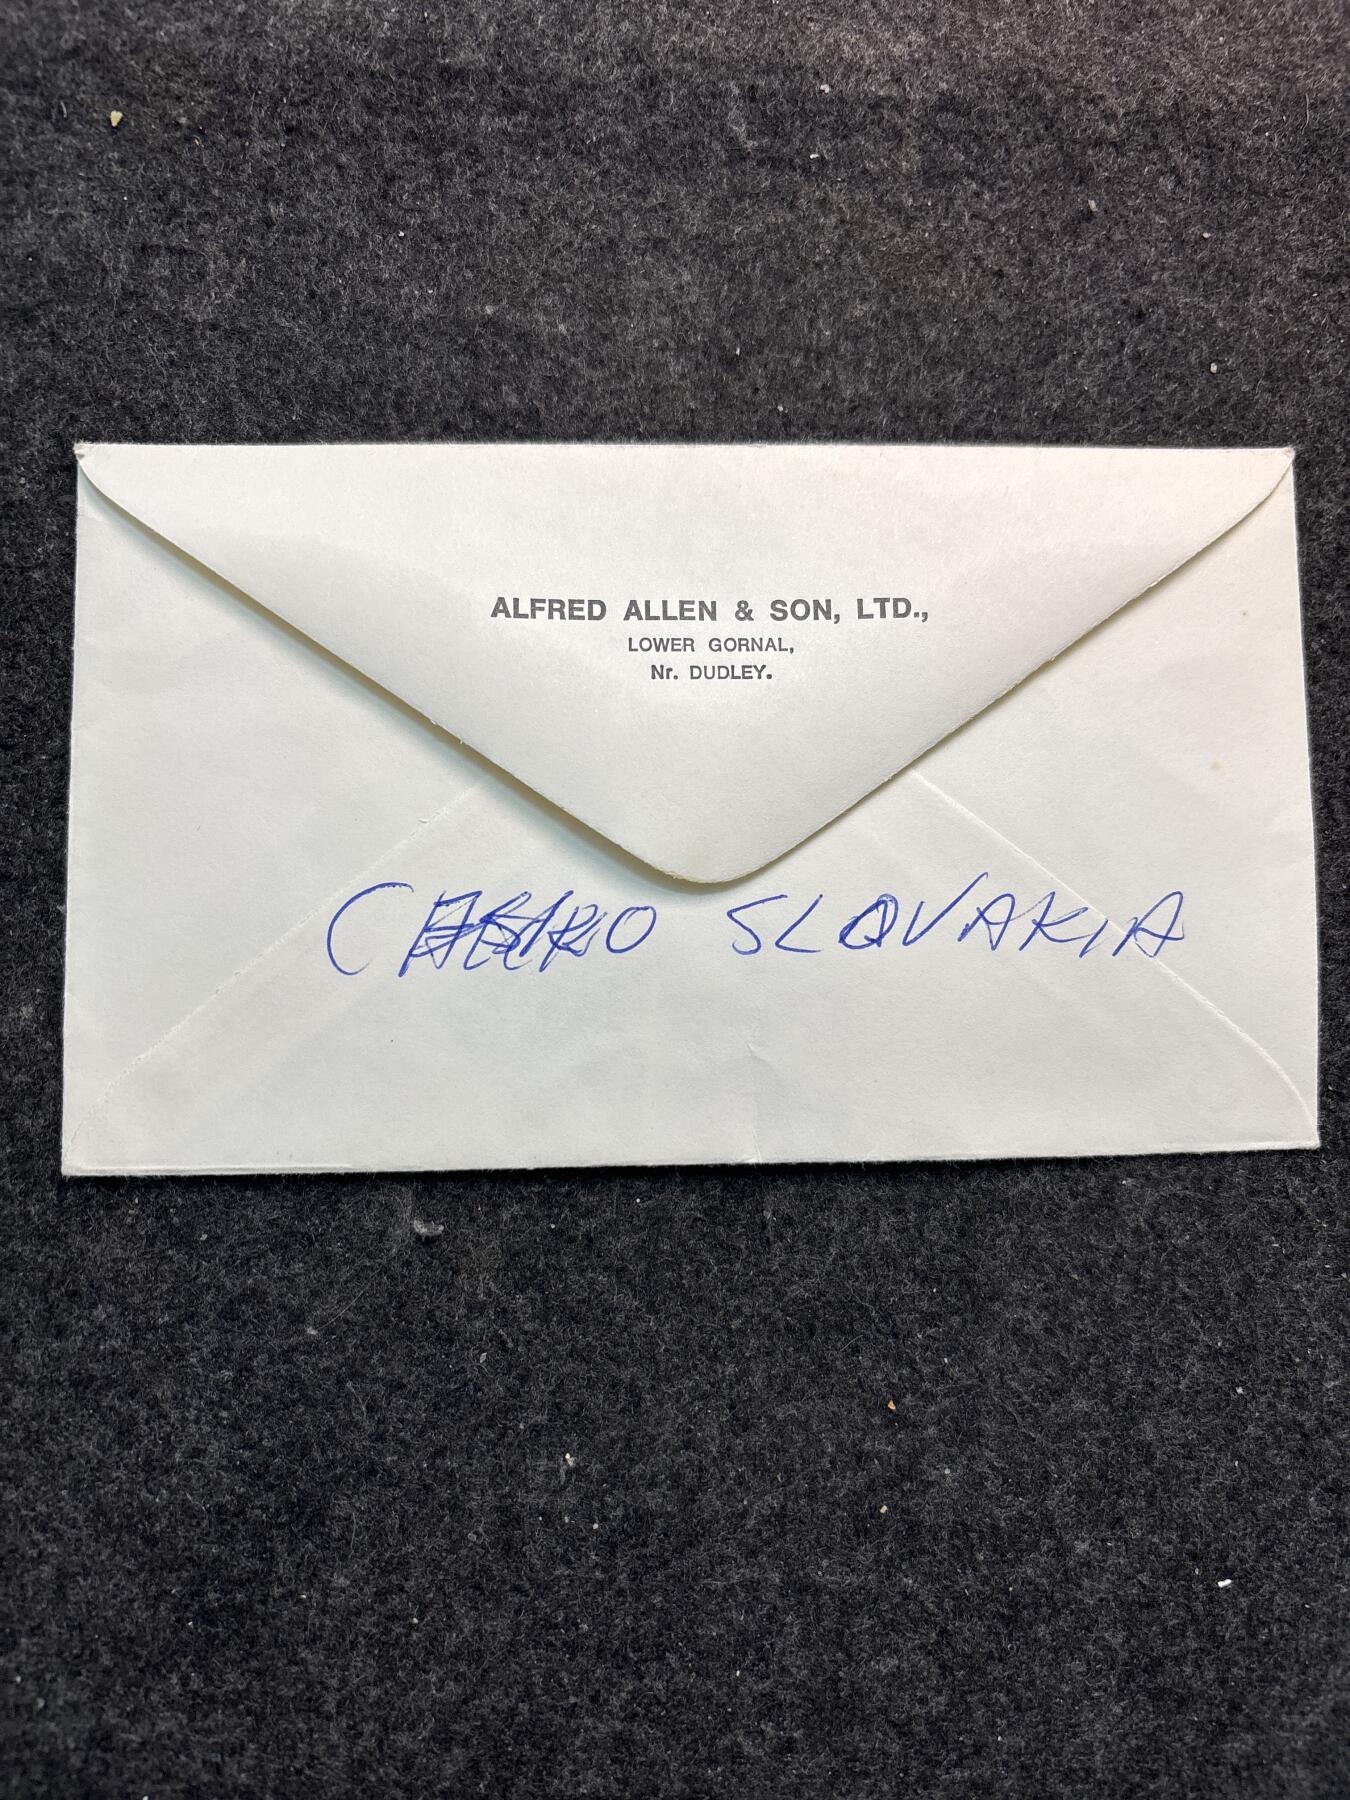 ALFRED ALLEN & SON, LTD.,
LOWER GORNAL,
Nr. DUDLEY.
SLOVAKIA